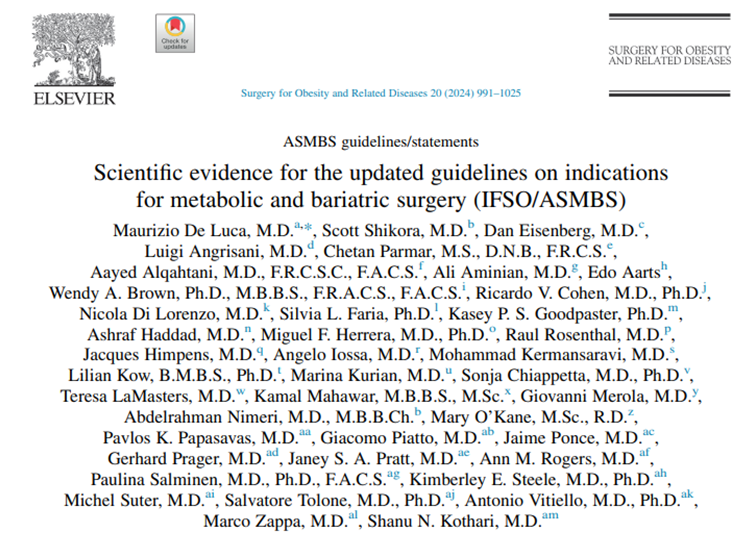 ELSEVIER
Check for
updates
SURGERY FOR OBESITY
AND RELATED DISEASES
Surgery for Obesity and Related Diseases 20 (2024) 991–1025
ASMBS guidelines/statements
Scientific evidence for the updated guidelines on indications
for metabolic and bariatric surgery (IFSO/ASMBS)
Maurizio De Luca, M.D.a,*, Scott Shikora, M.D.b, Dan Eisenberg, M.D.c,
Luigi Angrisani, M.D.d, Chetan Parmar, M.S., D.N.B., F.R.C.S.e,
Aayed Alqahtani, M.D., F.R.C.S.C., F.A.C.S.f, Ali Aminian, M.D.g, Edo Aartsh,
Wendy A. Brown, Ph.D., M.B.B.S., F.R.A.C.S., F.A.C.S.i, Ricardo V. Cohen, M.D., Ph.D.j,
Nicola Di Lorenzo, M.D.k, Silvia L. Faria, Ph.D.l, Kasey P. S. Goodpaster, Ph.D.m,
Ashraf Haddad, M.D.n, Miguel F. Herrera, M.D., Ph.D.o, Raul Rosenthal, M.D.p,
Jacques Himpens, M.D.q, Angelo Iossa, M.D.r, Mohammad Kermansaravi, M.D.s,
Lilian Kow, B.M.B.S., Ph.D.t, Marina Kurian, M.D.u, Sonja Chiappetta, M.D., Ph.D.v,
Teresa LaMasters, M.D.w, Kamal Mahawar, M.B.B.S., M.Sc.x, Giovanni Merola, M.D.y,
Abdelrahman Nimeri, M.D., M.B.B.Ch.b, Mary O'Kane, M.Sc., R.D.z,
Pavlos K. Papasavas, M.D.aa, Giacomo Piatto, M.D.ab, Jaime Ponce, M.D.ac,
Gerhard Prager, M.D.ad, Janey S. A. Pratt, M.D.ae, Ann M. Rogers, M.D.af,
Paulina Salminen, M.D., Ph.D., F.A.C.S.ag, Kimberley E. Steele, M.D., Ph.D.ah,
Michel Suter, M.D.ai, Salvatore Tolone, M.D., Ph.D.aj, Antonio Vitiello, M.D., Ph.D.ak,
Marco Zappa, M.D.al, Shanu N. Kothari, M.D.am